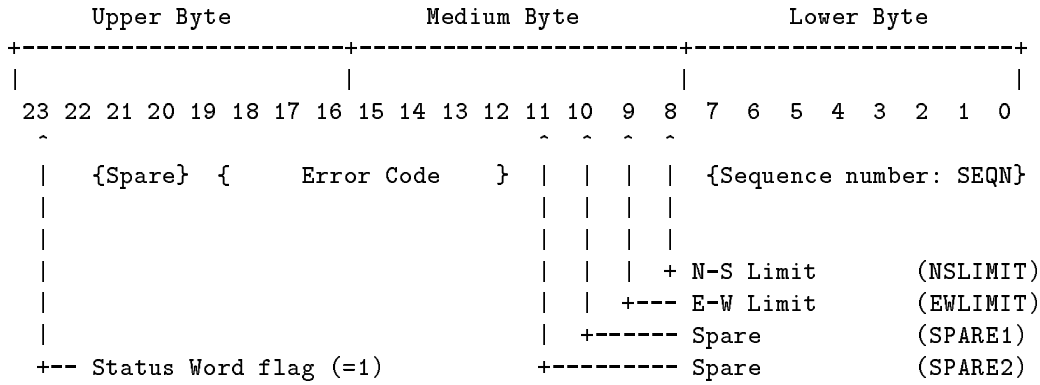 Upper Byte              Medium Byte               Lower Byte
+-----------------------+-----------------------+-----------------------+
|                       |                       |                       |
 23 22 21 20 19 18 17 16 15 14 13 12 11 10  9  8  7  6  5  4  3  2  1  0
  ^                                   ^  ^  ^  ^
  |   {Spare}  {     Error Code    }  |  |  |  |  {Sequence number: SEQN}
  |                                   |  |  |  |
  |                                   |  |  |  |
  |                                   |  |  |  + N-S Limit       (NSLIMIT)
  |                                   |  |  +--- E-W Limit       (EWLIMIT)
  |                                   |  +------ Spare           (SPARE1)
  +-- Status Word flag (=1)           +--------- Spare           (SPARE2)